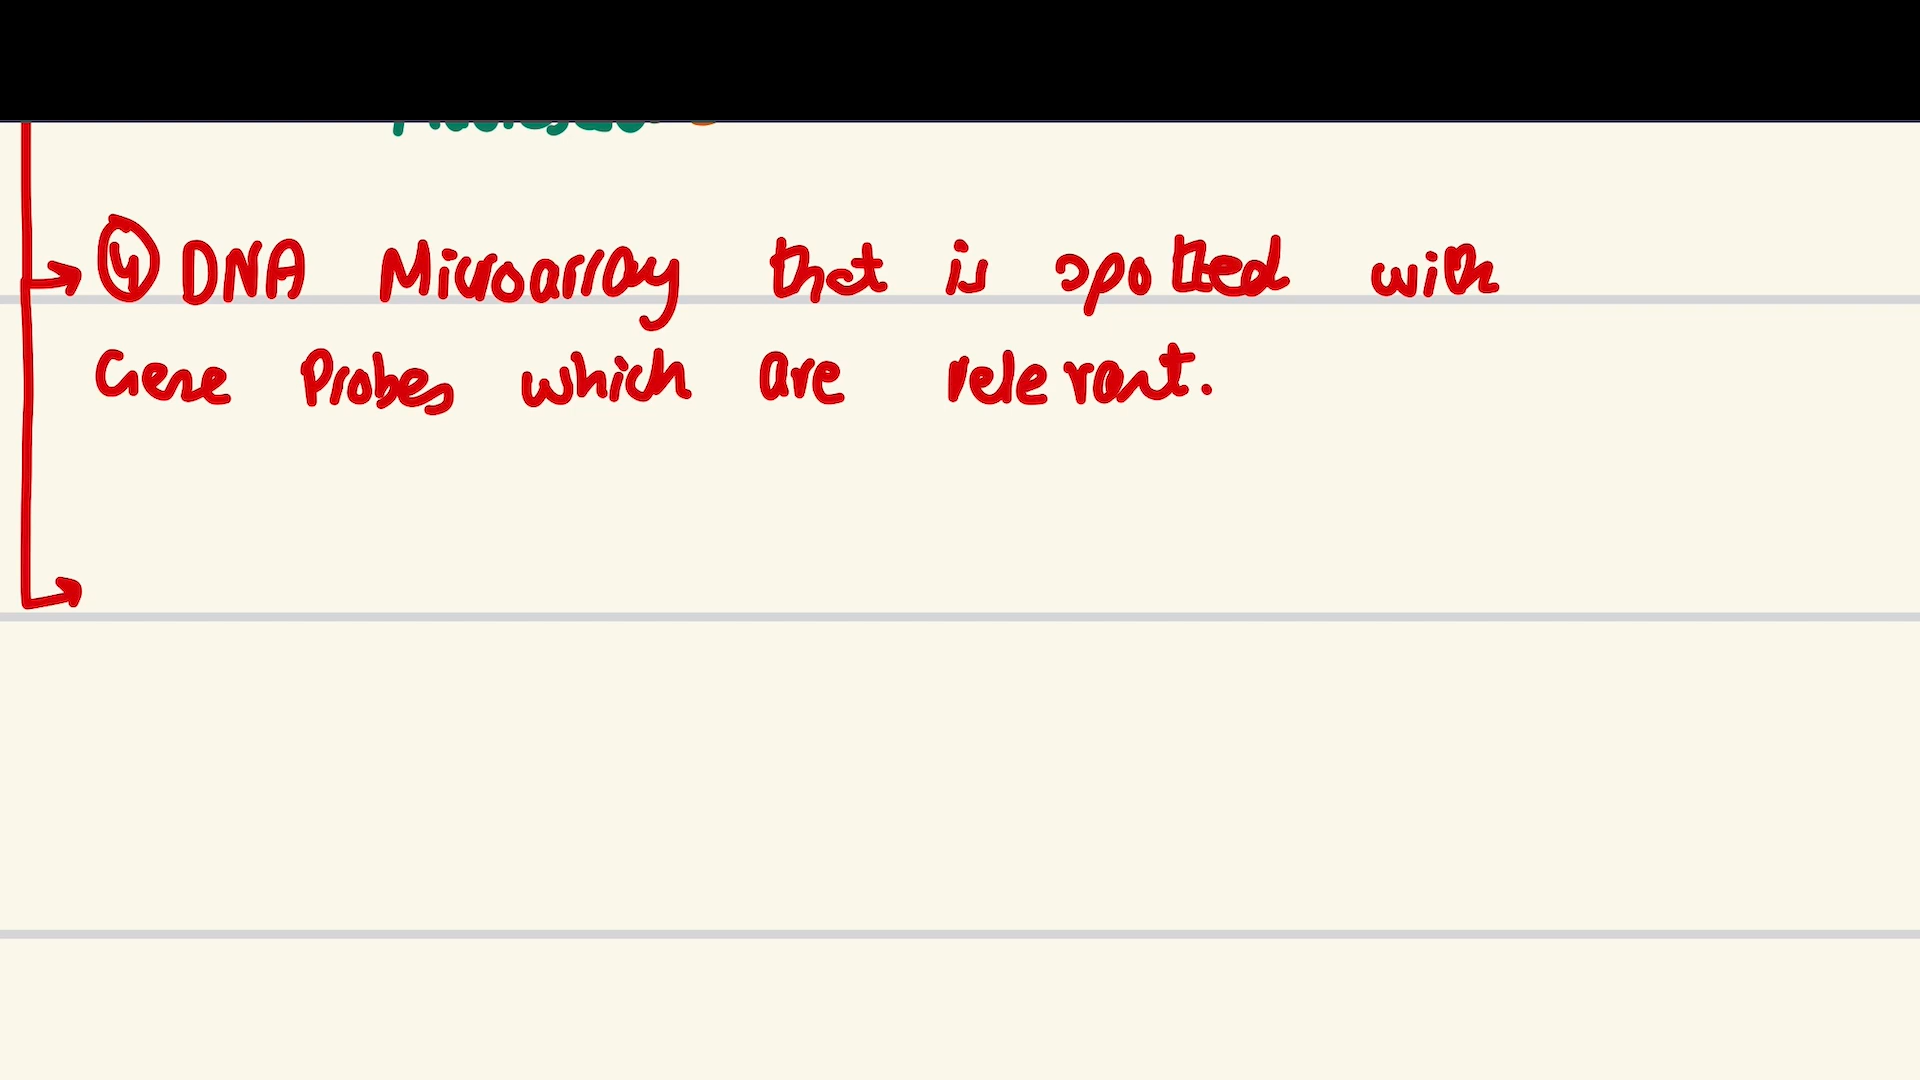 ④ DNA Microarray that is spotted with
Gene Probes which are relevant.